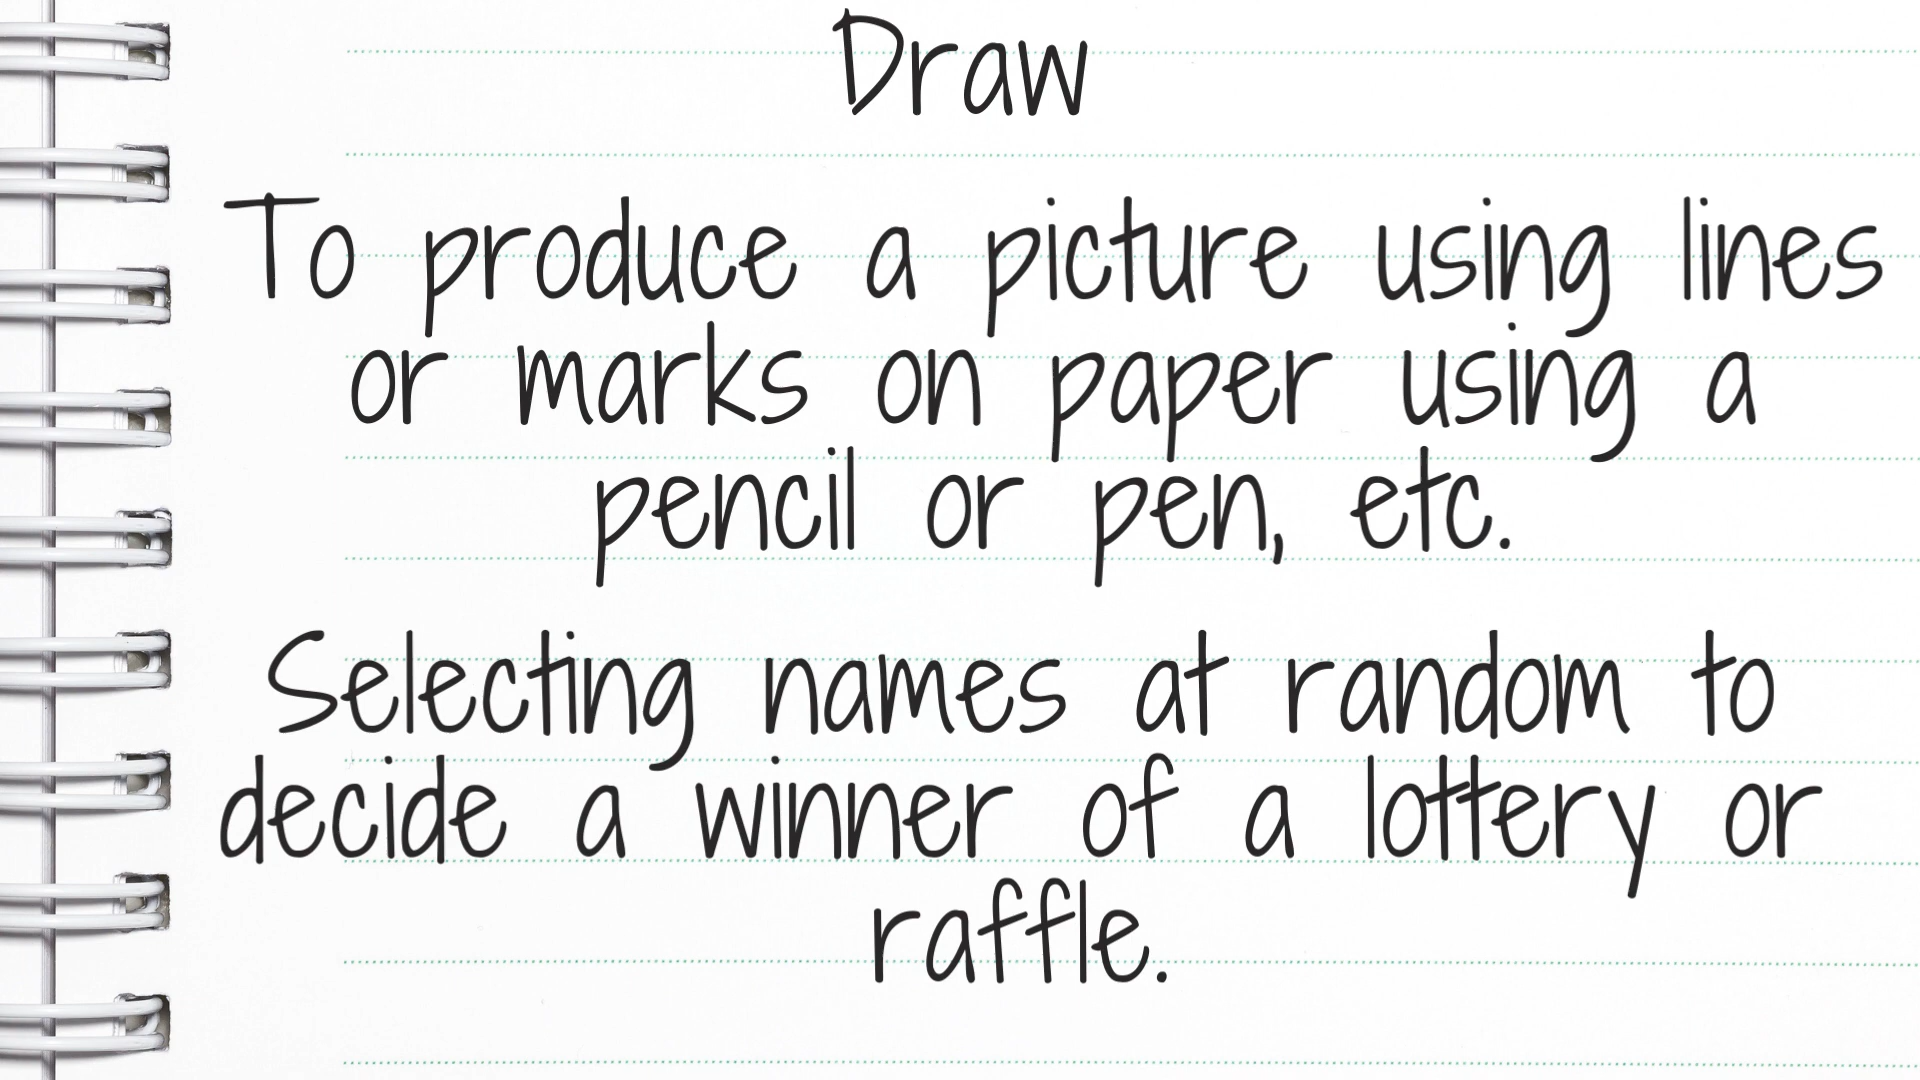 Draw
To produce a picture using lines
or marks on paper using a
pencil or pen, etc.
Selecting names at random to
decide a winner of a lottery or
raffle.